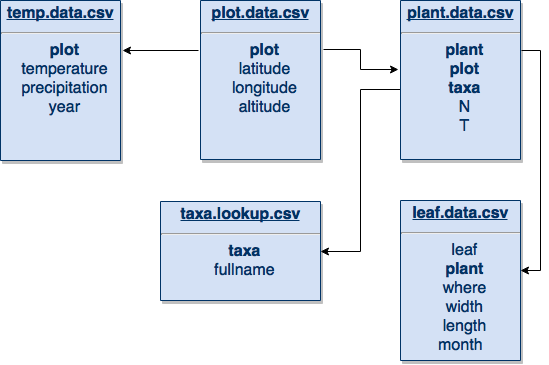 temp.data.csv
plot
temperature
precipitation
year
plot.data.csv
plot
latitude
longitude
altitude
plant.data.csv
plant
plot
taxa
N
T
taxa.lookup.csv
taxa
fullname
leaf.data.csv
leaf
plant
where
width
length
month